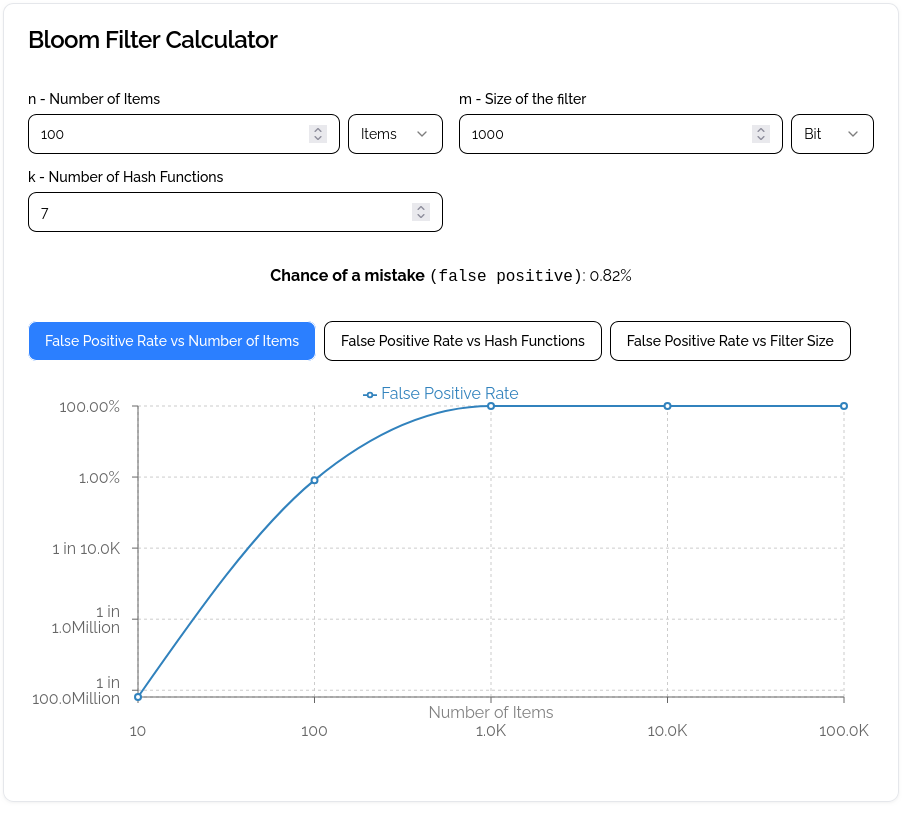 Bloom Filter Calculator
n - Number of Items
m - Size of the filter
100
Items
1000
Bit
k - Number of Hash Functions
7
Chance of a mistake (false positive): 0.82%
False Positive Rate vs Number of Items
False Positive Rate vs Hash Functions
False Positive Rate vs Filter Size
False Positive Rate
100.00%
1.00%
1 in 10.0K
1 in
1.0Million
1 in
100.0Million
Number of Items
10
100
1.0K
10.0K
100.0K